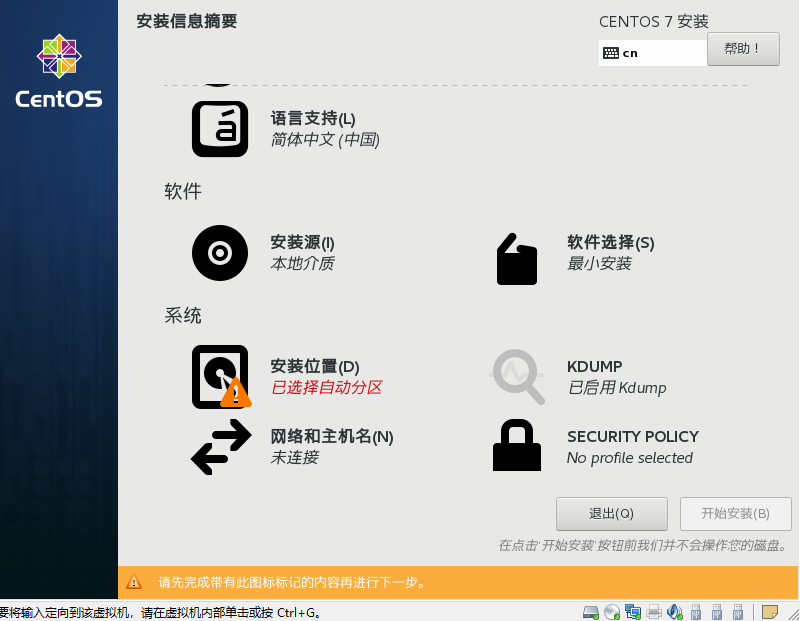 安装信息摘要
CENTOS 7 安装
cn
帮助！
CentOS
语言支持(L)
简体中文 (中国)
软件
安装源(I)
本地介质
软件选择(S)
最小安装
系统
安装位置(D)
已选择自动分区
KDUMP
已启用 Kdump
网络和主机名(N)
未连接
SECURITY POLICY
No profile selected
退出(Q)
开始安装(B)
在点击'开始安装'按钮前我们并不会操作您的磁盘。
请先完成带有此图标标记的内容再进行下一步。
要将输入定向到该虚拟机，请在虚拟机内部单击或按 Ctrl+G。